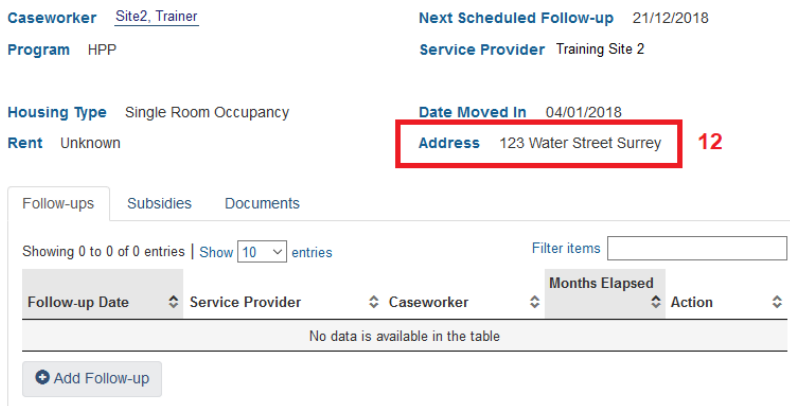 Caseworker Site2, Trainer Next Scheduled Follow-up 21/12/2018
Program HPP Service Provider Training Site 2
Housing Type Single Room Occupancy Date Moved In 04/01/2018
Rent Unknown Address 123 Water Street Surrey 12
Follow-ups Subsidies Documents
Showing 0 to 0 of 0 entries | Show 10 entries Filter items
Follow-up Date Service Provider Caseworker Months Elapsed Action
No data is available in the table
Add Follow-up